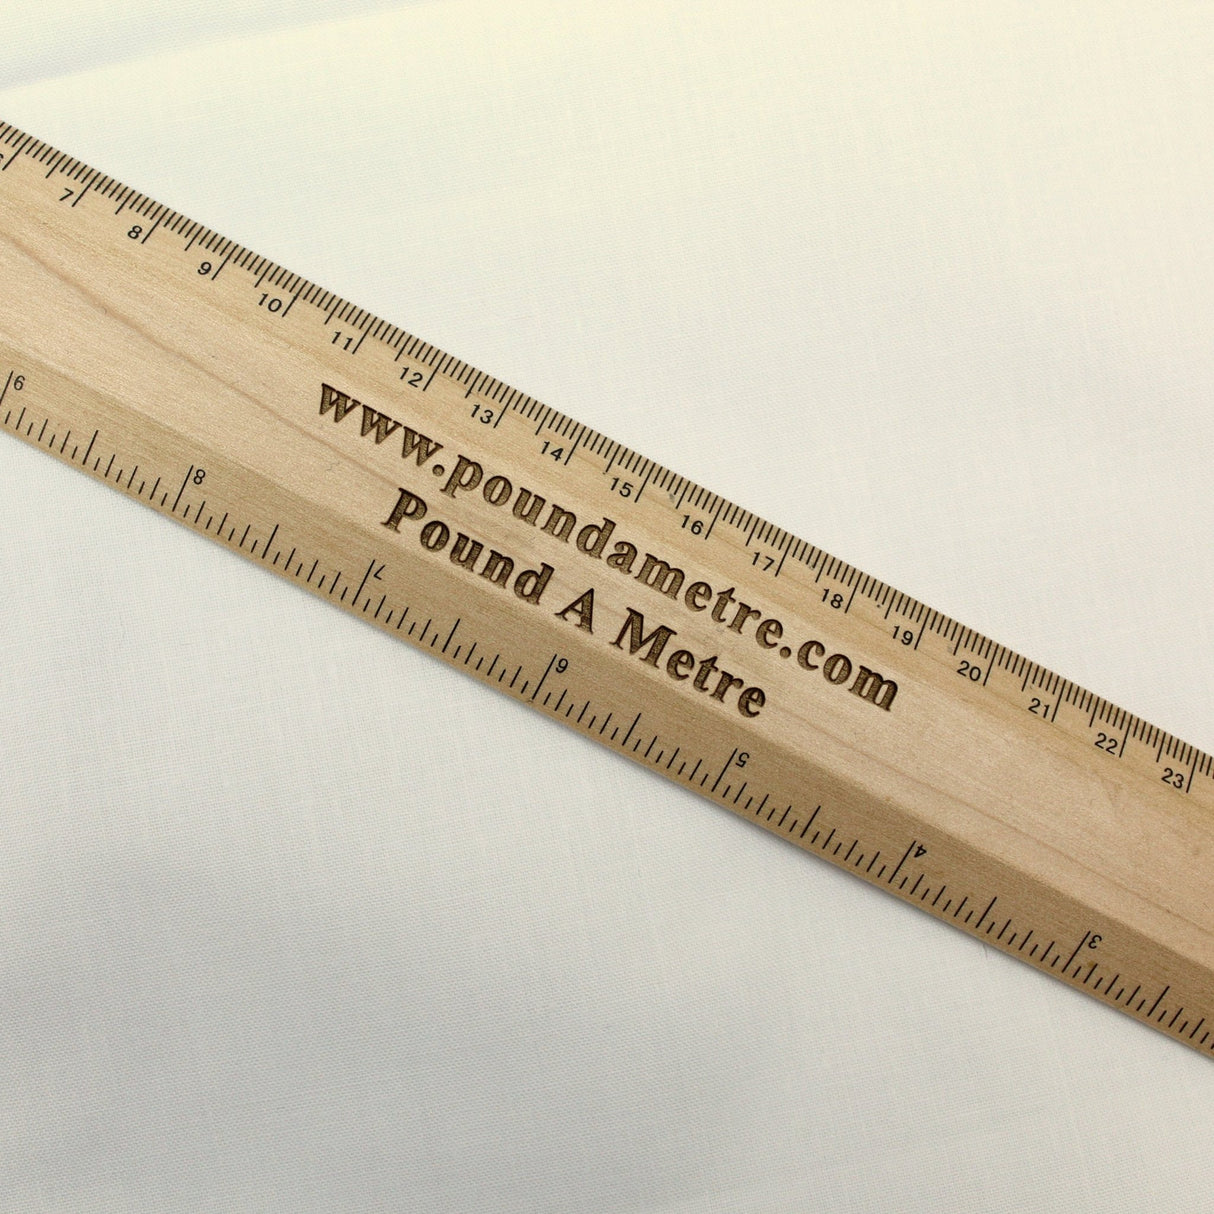 7 8 9 10 11 12 13 14 15 16 17 18 19 20 21 22 23
www.poundametre.com
Pound A Metre
9 8 7 6 5 4 3